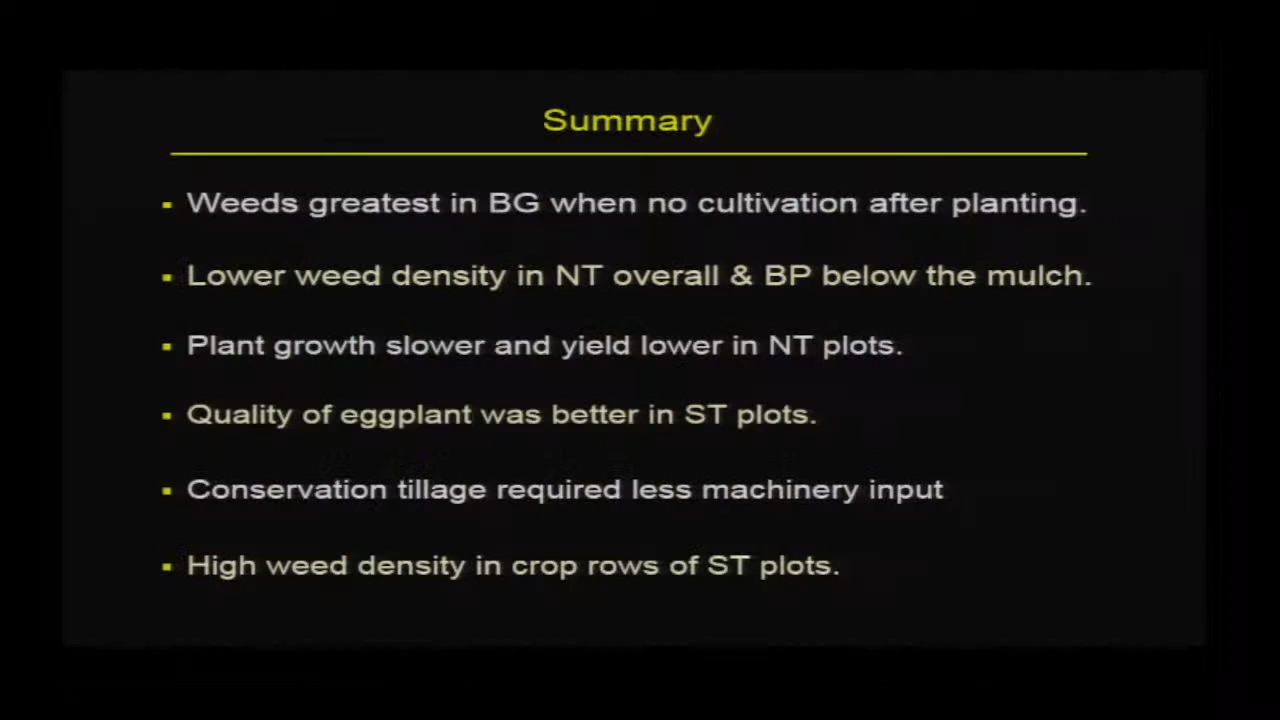 Summary
▪ Weeds greatest in BG when no cultivation after planting.
▪ Lower weed density in NT overall & BP below the mulch.
▪ Plant growth slower and yield lower in NT plots.
▪ Quality of eggplant was better in ST plots.
▪ Conservation tillage required less machinery input
▪ High weed density in crop rows of ST plots.